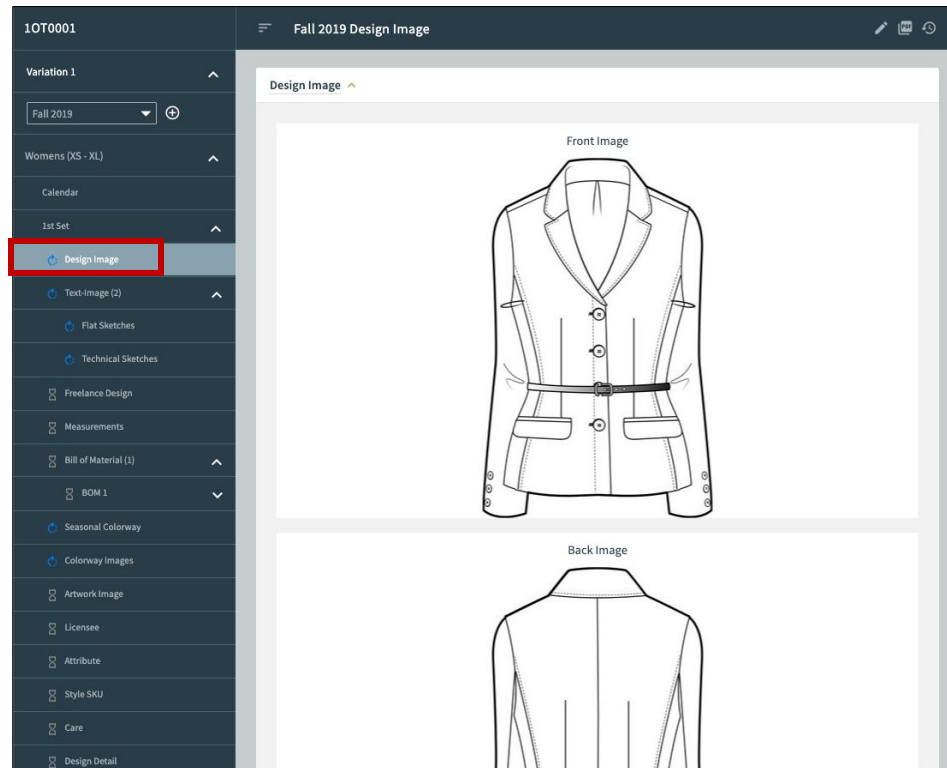 1OT0001
Fall 2019 Design Image
PDF
Variation 1
Fall 2019
Womens (XS - XL)
Calendar
1st Set
Design Image
Text-Image (2)
Flat Sketches
Technical Sketches
Freelance Design
Measurements
Bill of Material (1)
BOM 1
Seasonal Colorway
Colorway Images
Artwork Image
Licensee
Attribute
Style SKU
Care
Design Detail
Design Image
Front Image
Back Image